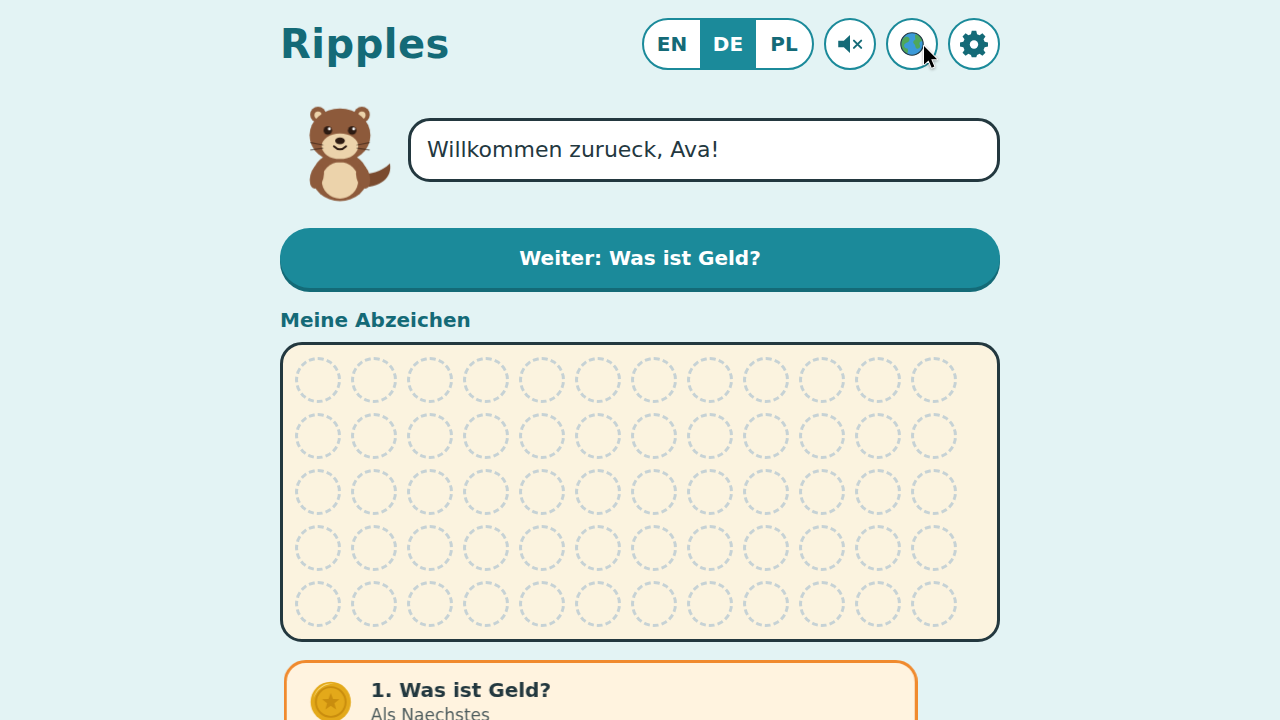 Ripples
EN DE PL
Willkommen zurueck, Ava!
Weiter: Was ist Geld?
Meine Abzeichen
1. Was ist Geld?
Als Naechstes